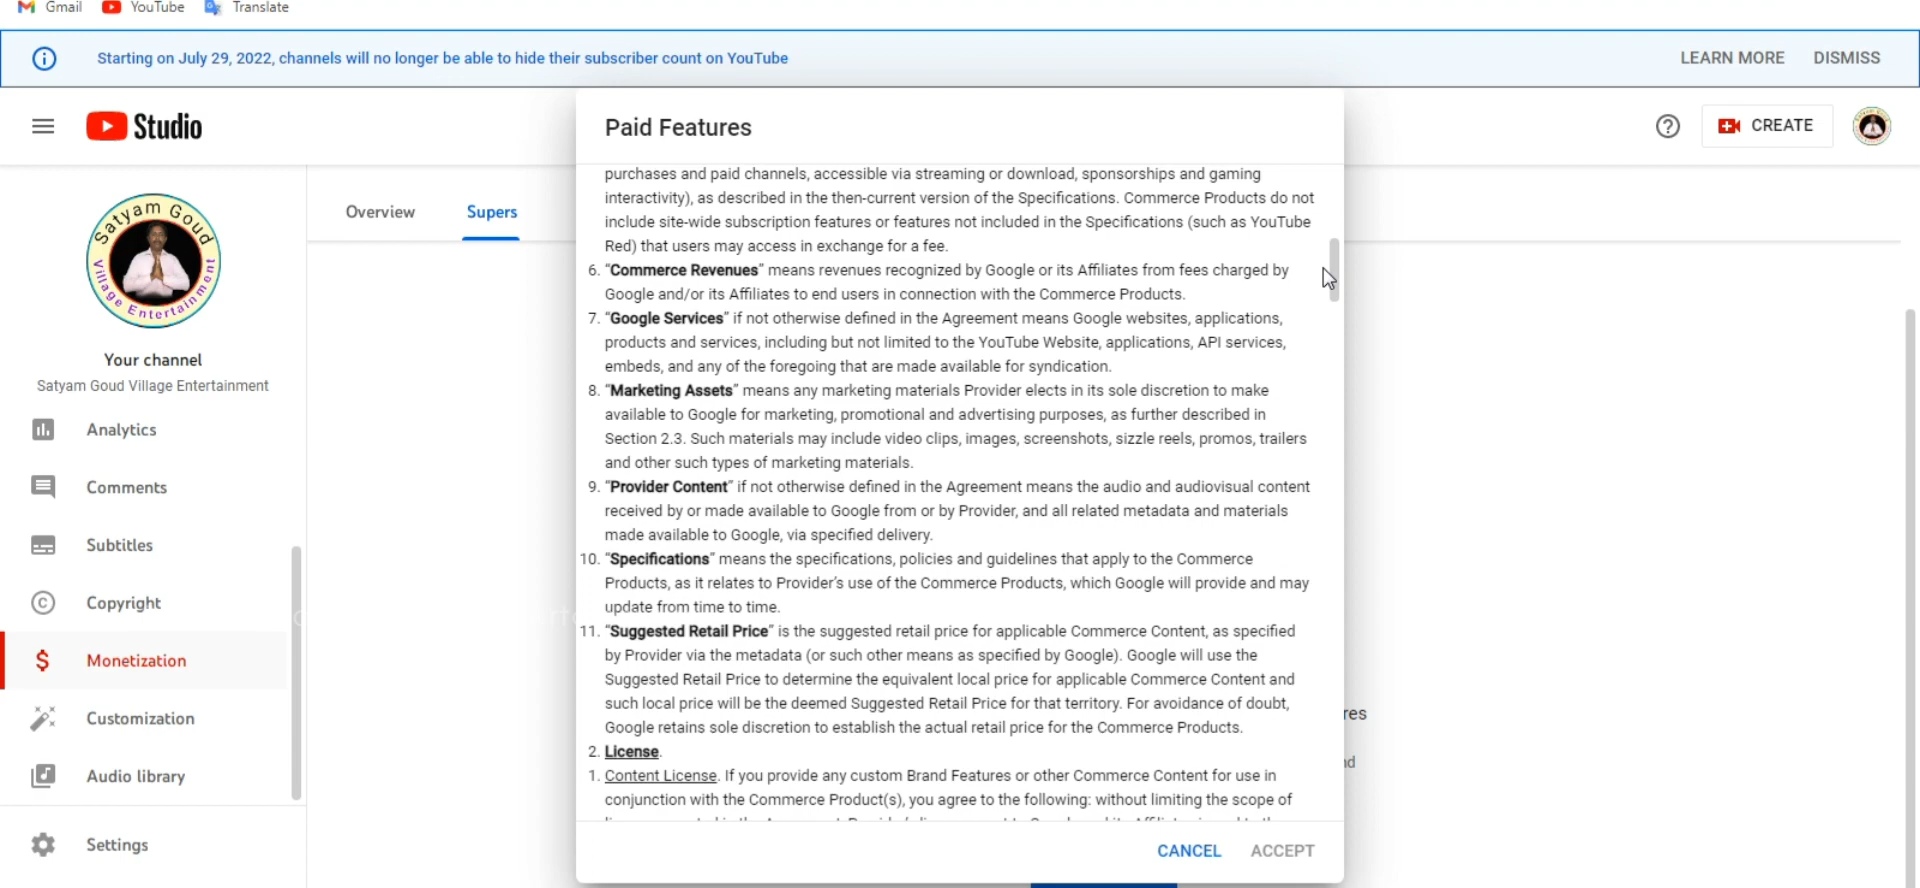 Gmail YouTube Translate
Starting on July 29, 2022, channels will no longer be able to hide their subscriber count on YouTube LEARN MORE DISMISS
Studio CREATE
Satyam Goud
Village Entertainment
Your channel
Satyam Goud Village Entertainment
Analytics
Comments
Subtitles
Copyright
Monetization
Customization
Audio library
Settings
Overview Supers
Paid Features
purchases and paid channels, accessible via streaming or download, sponsorships and gaming
interactivity), as described in the then-current version of the Specifications. Commerce Products do not
include site-wide subscription features or features not included in the Specifications (such as YouTube
Red) that users may access in exchange for a fee.
6. “Commerce Revenues” means revenues recognized by Google or its Affiliates from fees charged by
Google and/or its Affiliates to end users in connection with the Commerce Products.
7. “Google Services” if not otherwise defined in the Agreement means Google websites, applications,
products and services, including but not limited to the YouTube Website, applications, API services,
embeds, and any of the foregoing that are made available for syndication.
8. “Marketing Assets” means any marketing materials Provider elects in its sole discretion to make
available to Google for marketing, promotional and advertising purposes, as further described in
Section 2.3. Such materials may include video clips, images, screenshots, sizzle reels, promos, trailers
and other such types of marketing materials.
9. “Provider Content” if not otherwise defined in the Agreement means the audio and audiovisual content
received by or made available to Google from or by Provider, and all related metadata and materials
made available to Google, via specified delivery.
10. “Specifications” means the specifications, policies and guidelines that apply to the Commerce
Products, as it relates to Provider’s use of the Commerce Products, which Google will provide and may
update from time to time.
11. “Suggested Retail Price” is the suggested retail price for applicable Commerce Content, as specified
by Provider via the metadata (or such other means as specified by Google). Google will use the
Suggested Retail Price to determine the equivalent local price for applicable Commerce Content and
such local price will be the deemed Suggested Retail Price for that territory. For avoidance of doubt,
Google retains sole discretion to establish the actual retail price for the Commerce Products.
2. License.
1. Content License. If you provide any custom Brand Features or other Commerce Content for use in
conjunction with the Commerce Product(s), you agree to the following: without limiting the scope of
CANCEL ACCEPT